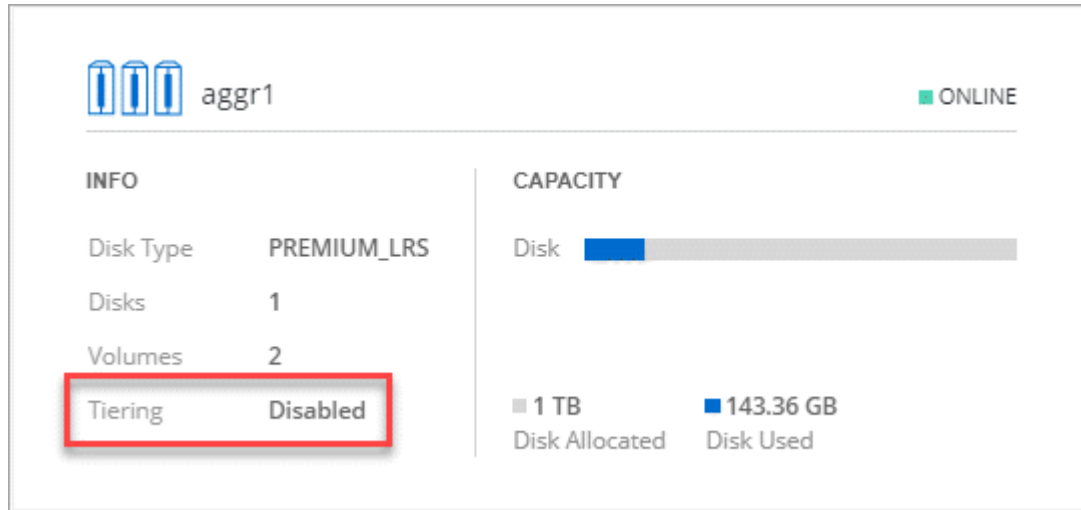 aggr1
ONLINE
INFO
Disk Type PREMIUM_LRS
Disks 1
Volumes 2
Tiering Disabled
CAPACITY
Disk
1 TB 143.36 GB
Disk Allocated Disk Used